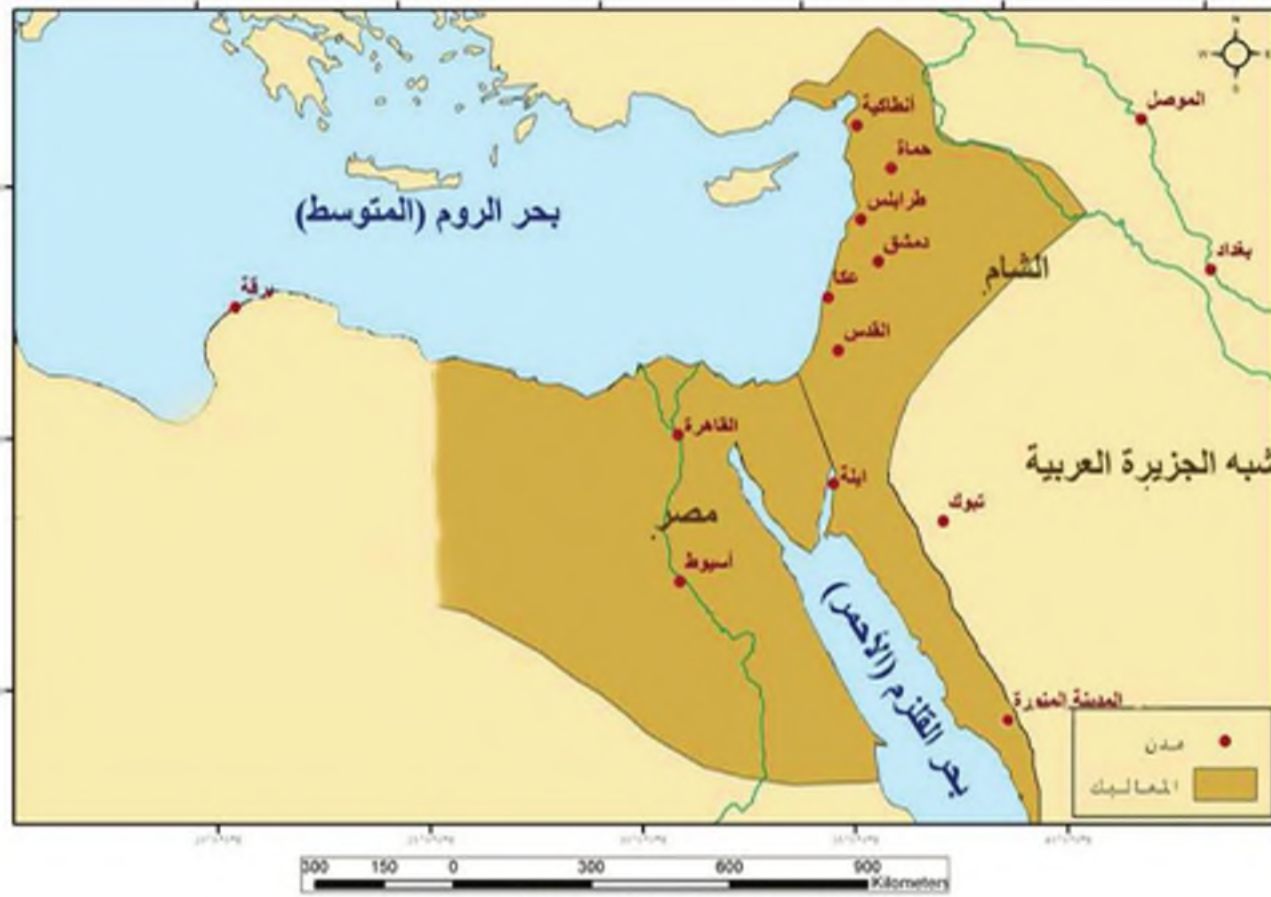 N
W
E
S
الموصل
أنطاكية
حماة
طرابلس
بحر الروم (المتوسط)
دمشق
بغداد
الشام
عكا
برقة
القدس
القاهرة
شبه الجزيرة العربية
ايلة
تبوك
مصر
أسيوط
بحر القلزم (الأحمر)
المدينة المنورة
مدن
المماليك
300 150 0 300 600 900
Kilometers